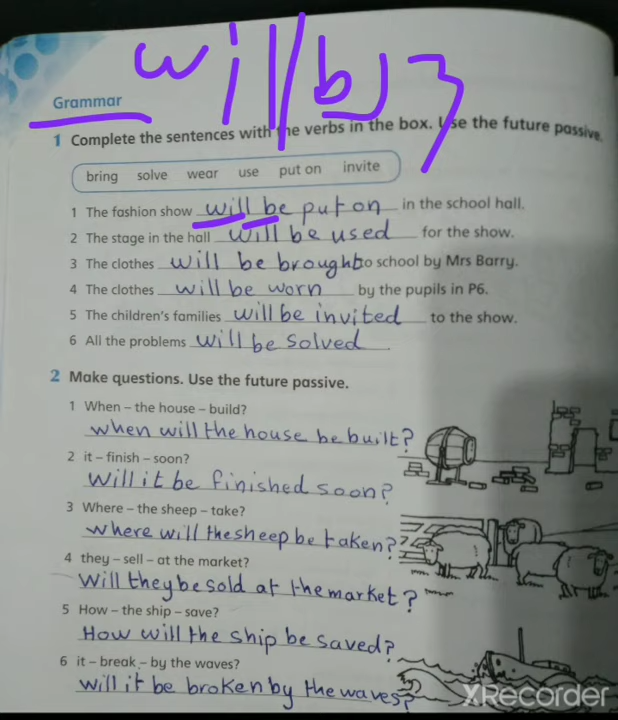 will b3
Grammar
1 Complete the sentences with the verbs in the box. Use the future passive.
bring solve wear use put on invite
1 The fashion show will be put on in the school hall.
2 The stage in the hall will be used for the show.
3 The clothes will be brought to school by Mrs Barry.
4 The clothes will be worn by the pupils in P6.
5 The children's families will be invited to the show.
6 All the problems will be solved
2 Make questions. Use the future passive.
1 When – the house – build?
when will the house be built?
2 it – finish – soon?
Will it be finished soon?
3 Where – the sheep – take?
where will the sheep be taken?
4 they – sell – at the market?
Will they be sold at the market?
5 How – the ship – save?
How will the ship be saved?
6 it – break – by the waves?
will it be broken by the waves?
XRecorder